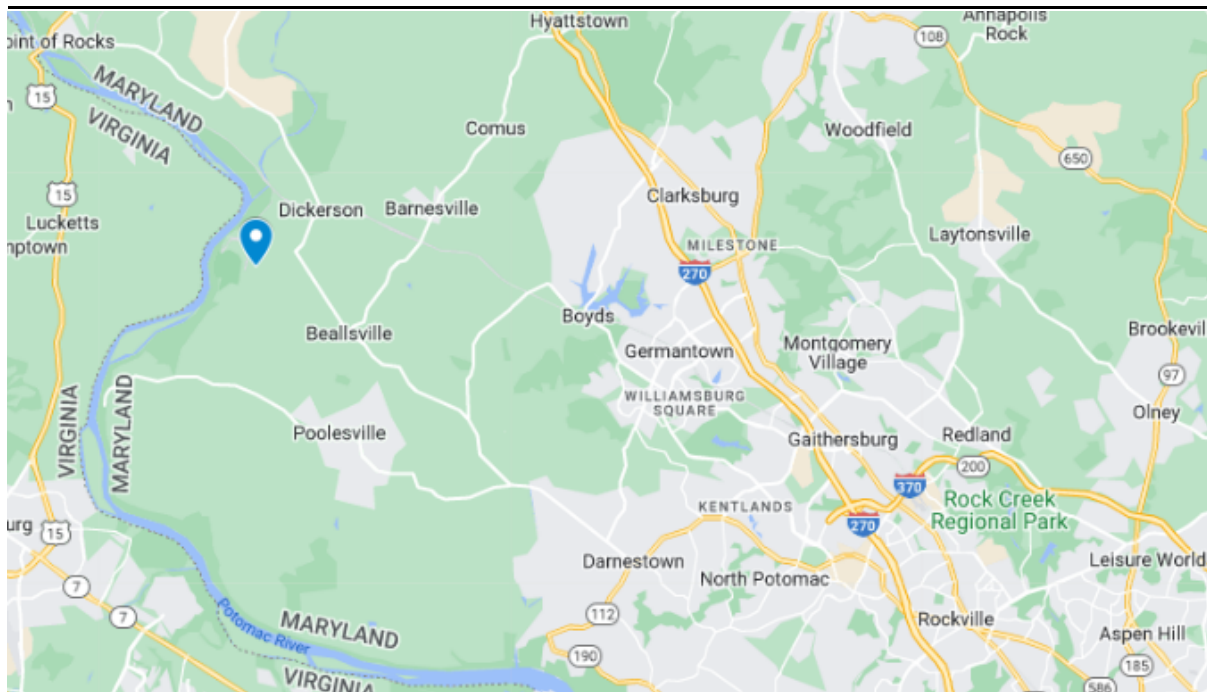 Hyattstown
Annapolis
Rock
108
oint of Rocks
15
MARYLAND
VIRGINIA
Comus
Woodfield
650
15
Lucketts
mptown
Dickerson
Barnesville
Clarksburg
MILESTONE
270
Laytonsville
Boyds
Beallsville
Germantown
Montgomery
Village
Brookevil
97
WILLIAMSBURG
SQUARE
VIRGINIA
MARYLAND
Poolesville
Gaithersburg
Redland
Olney
200
370
KENTLANDS
Rock Creek
Regional Park
270
urg
15
Darnestown
North Potomac
Leisure World
7
7
112
Rockville
Potomac River
MARYLAND
VIRGINIA
190
Aspen Hill
185
586